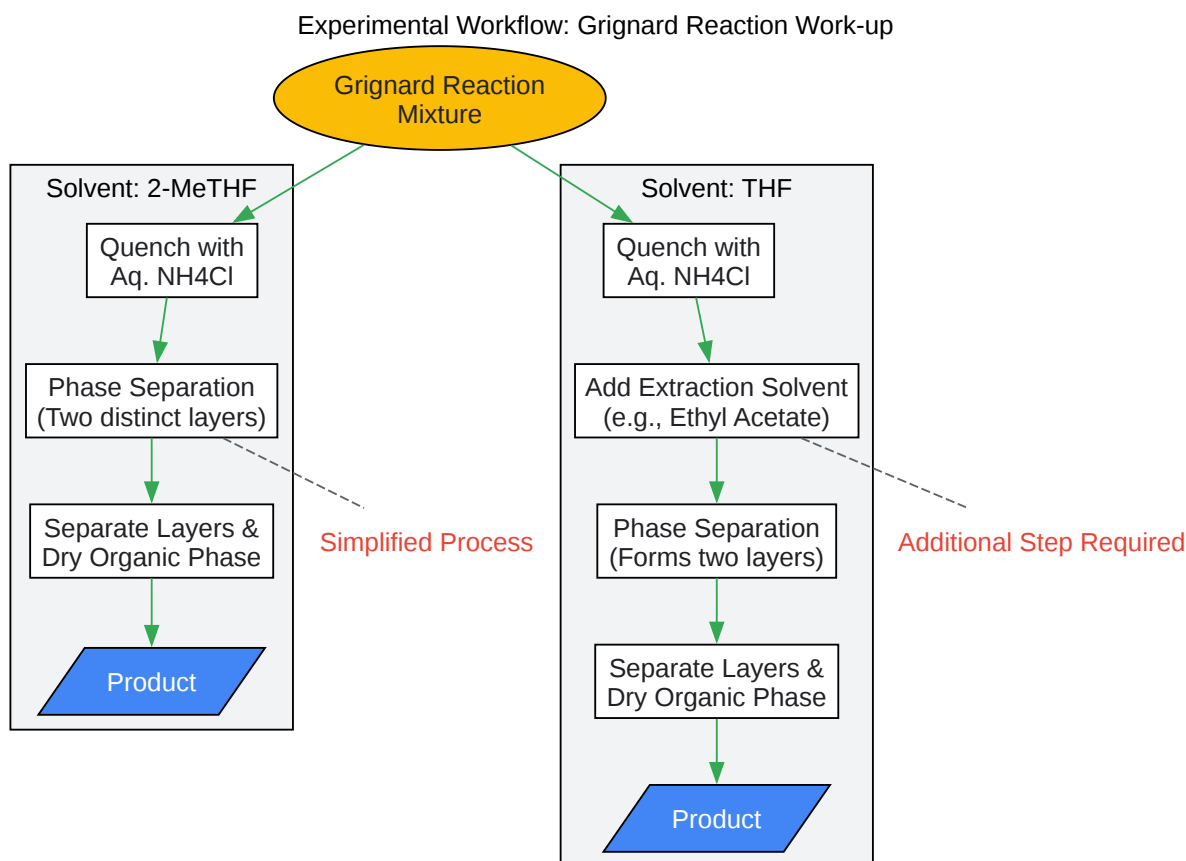 Experimental Workflow: Grignard Reaction Work-up
Grignard Reaction
Mixture
Solvent: 2-MeTHF
Quench with
Aq. NH4Cl
Phase Separation
(Two distinct layers)
Simplified Process
Separate Layers &
Dry Organic Phase
Product
Solvent: THF
Quench with
Aq. NH4Cl
Add Extraction Solvent
(e.g., Ethyl Acetate)
Additional Step Required
Phase Separation
(Forms two layers)
Separate Layers &
Dry Organic Phase
Product